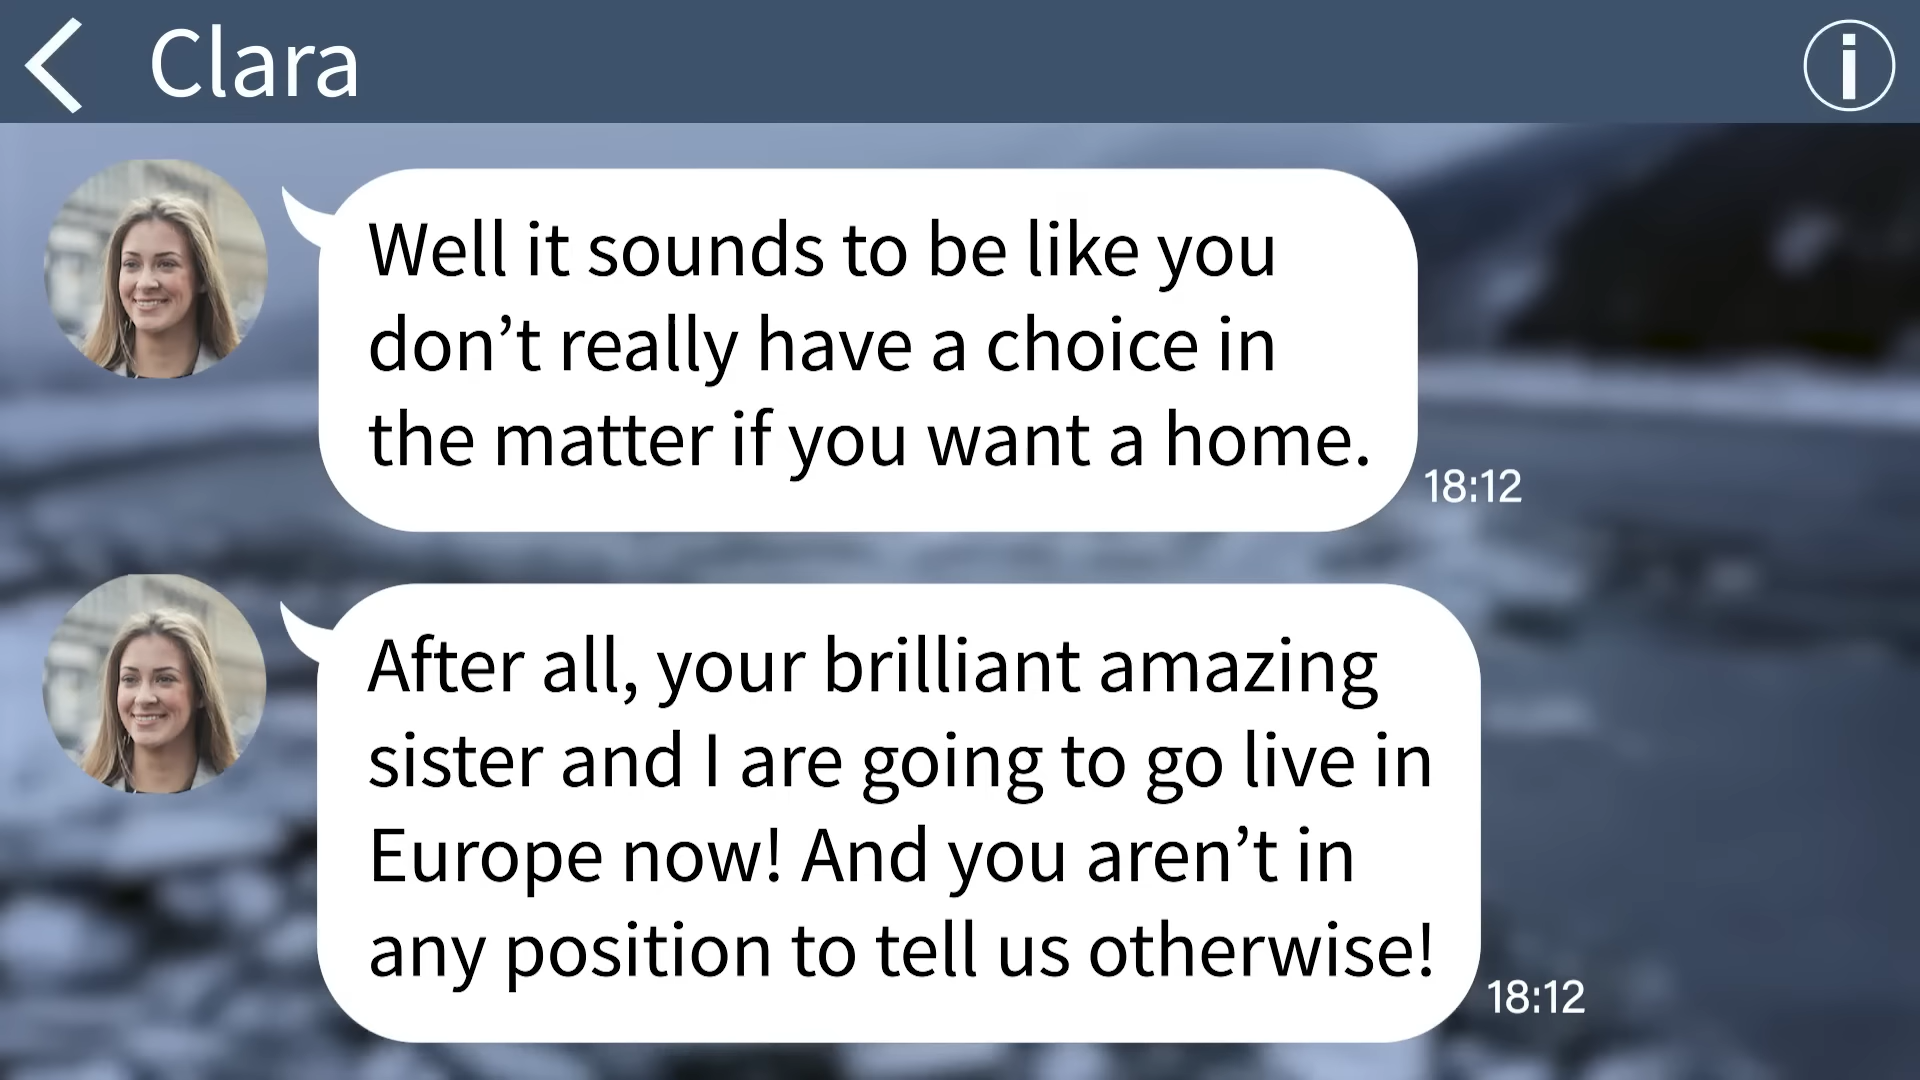 Clara
Well it sounds to be like you
don’t really have a choice in
the matter if you want a home.
18:12
After all, your brilliant amazing
sister and I are going to go live in
Europe now! And you aren’t in
any position to tell us otherwise!
18:12